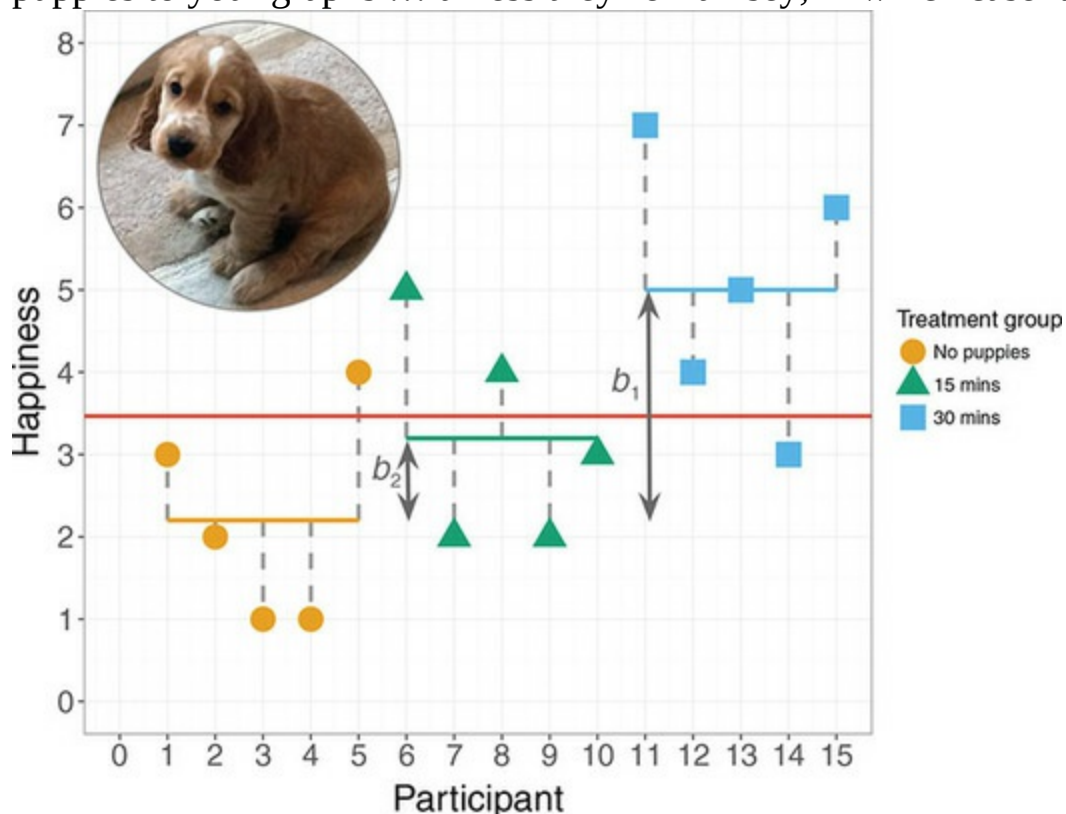 8
7
6
5
4
3
2
1
0
Happiness
b1
b2
0 1 2 3 4 5 6 7 8 9 10 11 12 13 14 15
Participant
Treatment group
No puppies
15 mins
30 mins